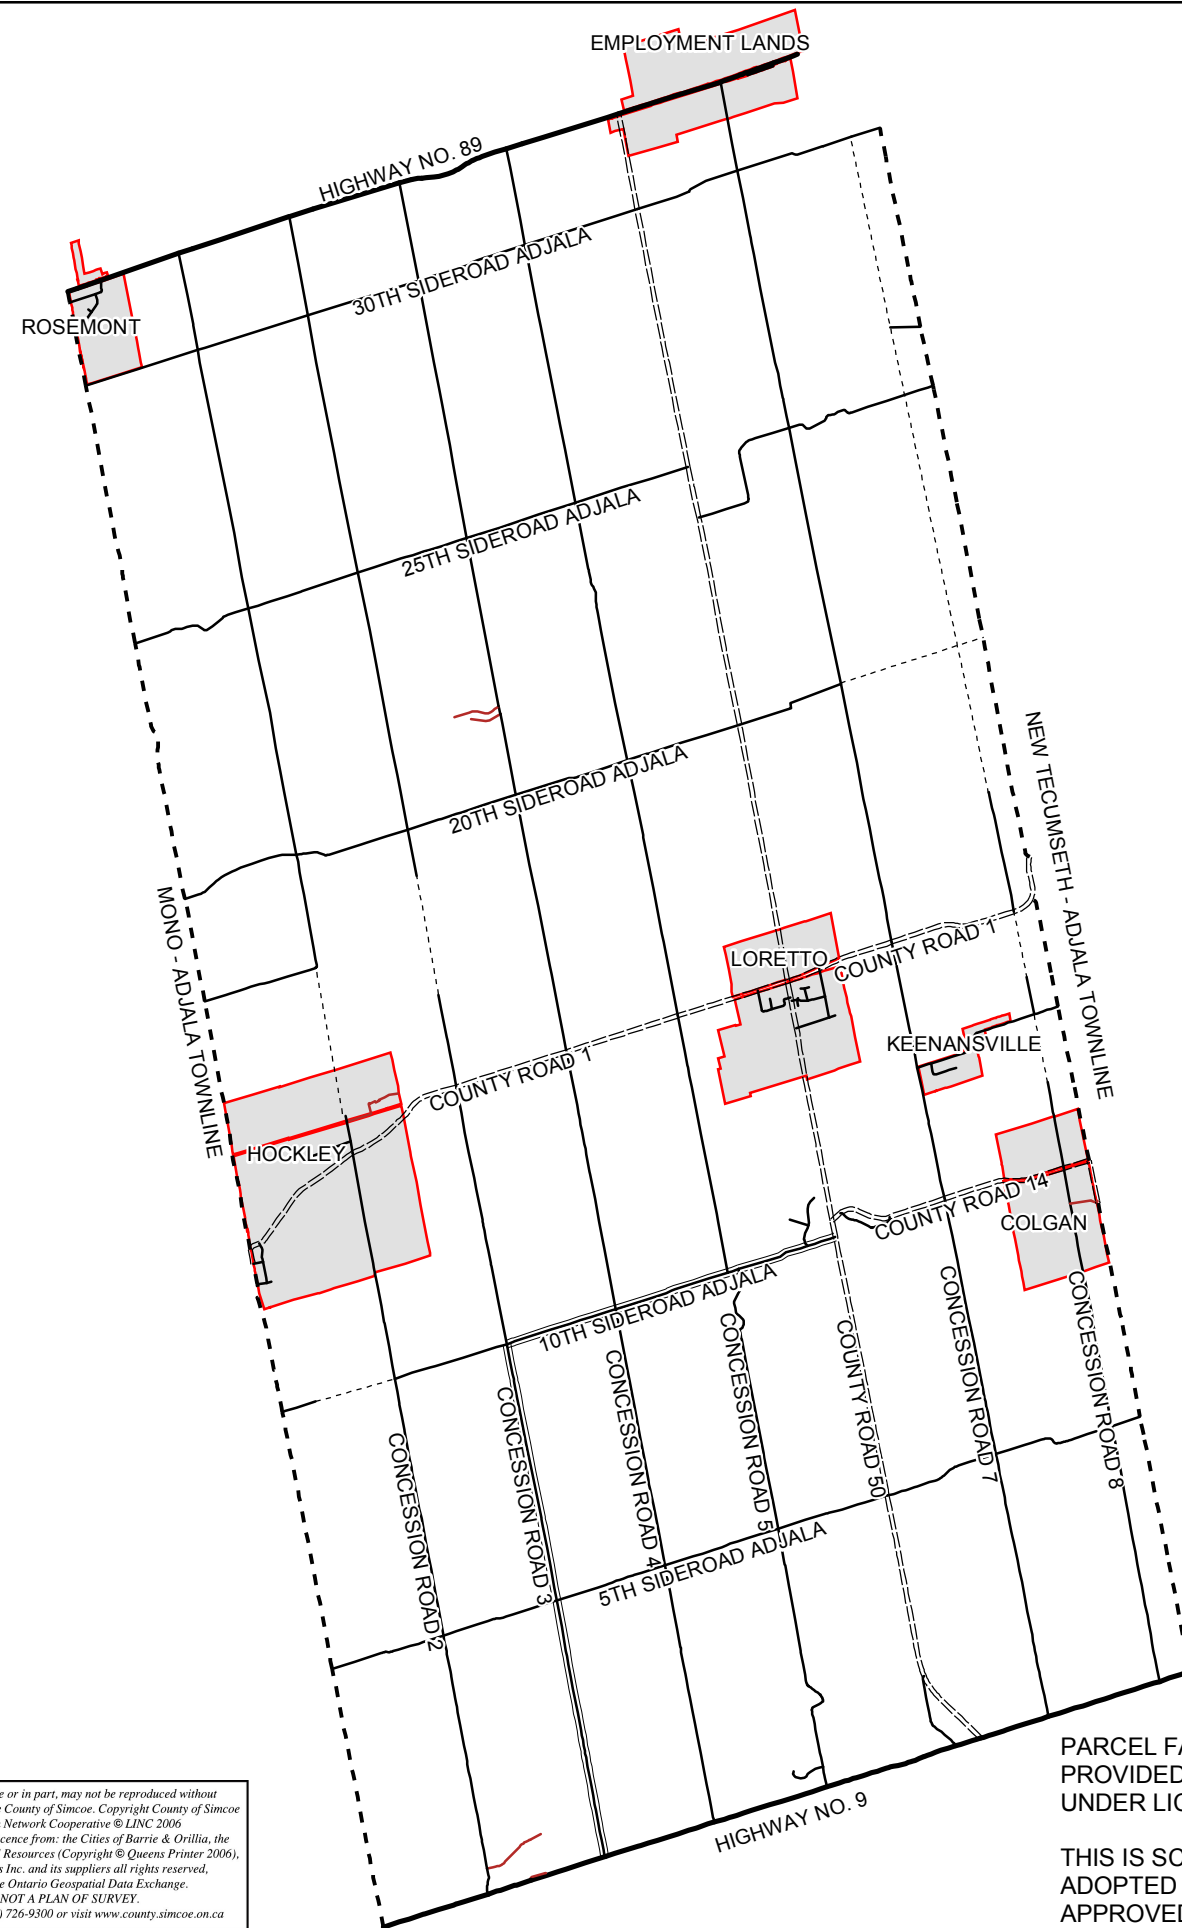 EMPLOYMENT LANDS
HIGHWAY NO. 89
30TH SIDEROAD ADJALA
ROSEMONT
25TH SIDEROAD ADJALA
20TH SIDEROAD ADJALA
NEW TECUMSETH - ADJALA TOWNLINE
MONO - ADJALA TOWNLINE
LORETTO
COUNTY ROAD 1
KEENANSVILLE
COUNTY ROAD 1
HOCKLEY
COUNTY ROAD 14
COLGAN
10TH SIDEROAD ADJALA
CONCESSION ROAD 2
CONCESSION ROAD 3
CONCESSION ROAD 4
CONCESSION ROAD 5
COUNTY ROAD 50
CONCESSION ROAD 7
CONCESSION ROAD 8
5TH SIDEROAD ADJALA
HIGHWAY NO. 9
e or in part, may not be reproduced without
County of Simcoe. Copyright County of Simcoe
Network Cooperative © LINC 2006
cence from: the Cities of Barrie & Orillia, the
Resources (Copyright © Queens Printer 2006),
s Inc. and its suppliers all rights reserved,
e Ontario Geospatial Data Exchange.
NOT A PLAN OF SURVEY.
) 726-9300 or visit www.county.simcoe.on.ca
PARCEL FA
PROVIDED
UNDER LIC
THIS IS SC
ADOPTED
APPROVED